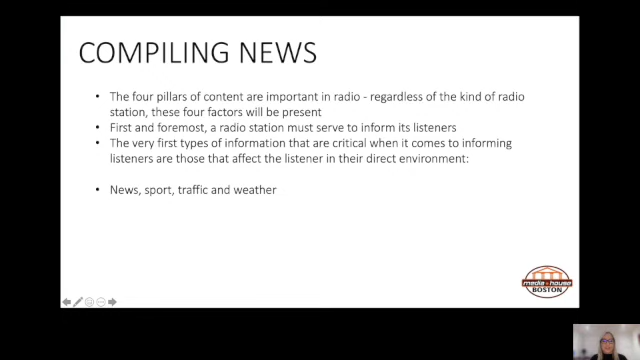 COMPILING NEWS
• The four pillars of content are important in radio - regardless of the kind of radio
station, these four factors will be present
• First and foremost, a radio station must serve to inform its listeners
• The very first types of information that are critical when it comes to informing
listeners are those that affect the listener in their direct environment:
• News, sport, traffic and weather
media house
BOSTON